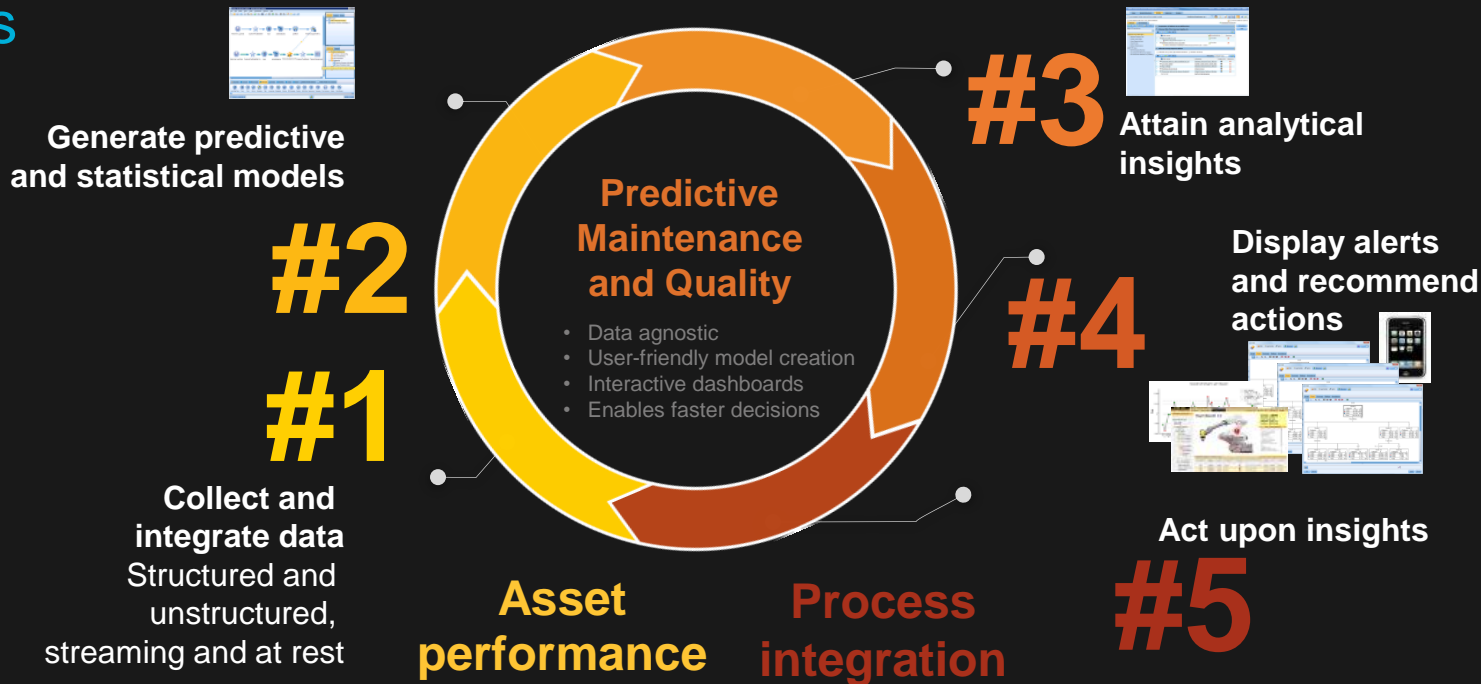 s
Generate predictive
and statistical models
#2
#1
Collect and
integrate data
Structured and
unstructured,
streaming and at rest
Predictive
Maintenance
and Quality
• Data agnostic
• User-friendly model creation
• Interactive dashboards
• Enables faster decisions
Asset
performance
Process
integration
#3
Attain analytical
insights
#4
Display alerts
and recommend
actions
Act upon insights
#5